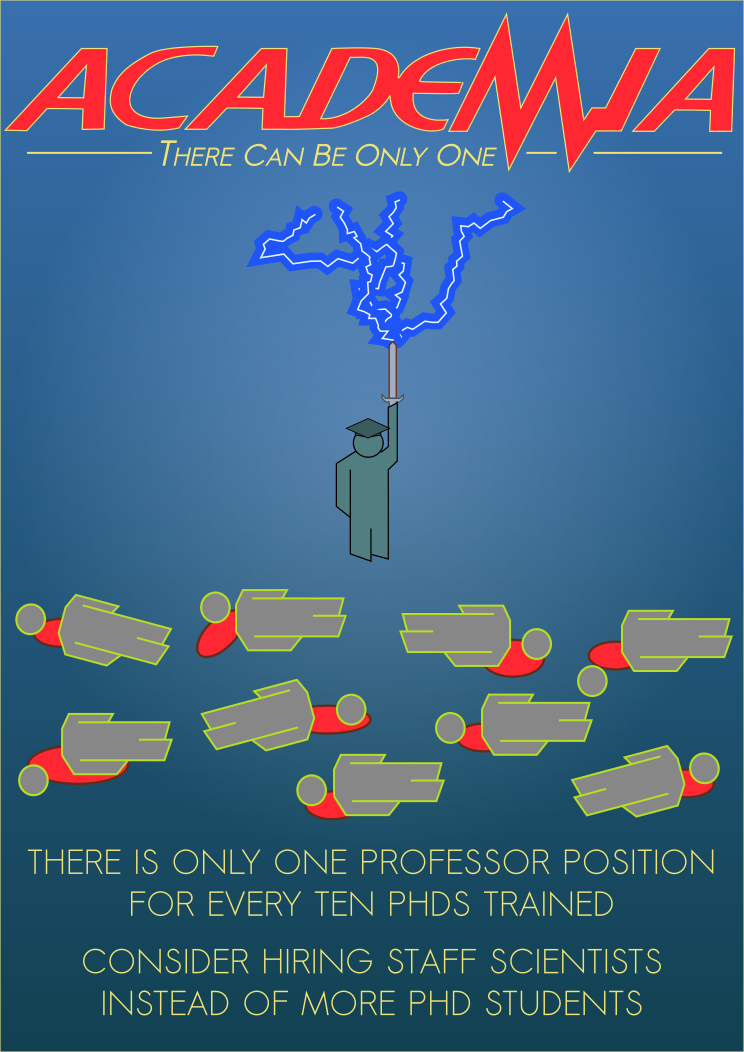 ACADEMIA
THERE CAN BE ONLY ONE
THERE IS ONLY ONE PROFESSOR POSITION
FOR EVERY TEN PHDS TRAINED
CONSIDER HIRING STAFF SCIENTISTS
INSTEAD OF MORE PHD STUDENTS